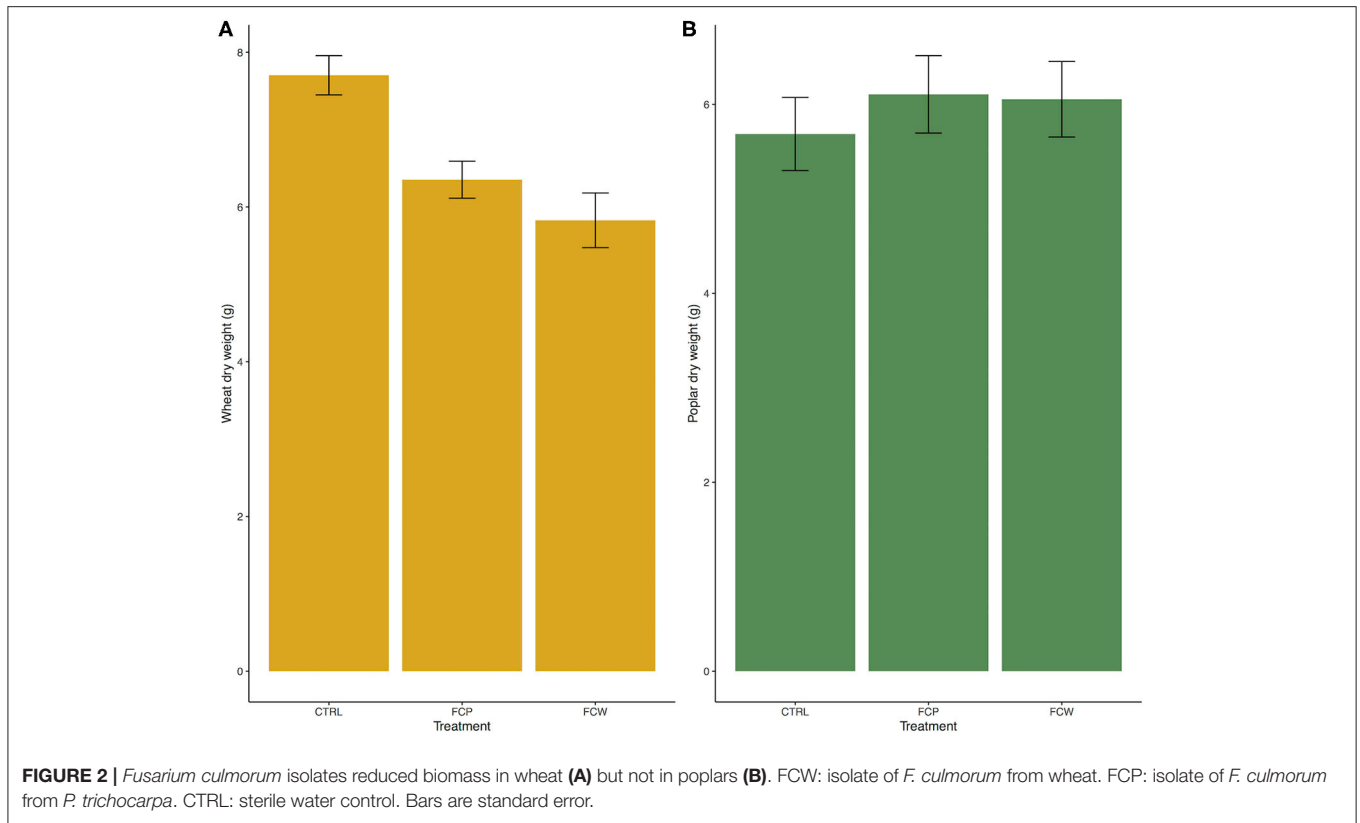 A
B
8
6
4
2
0
Wheat dry weight (g)
CTRL
FCP
FCW
Treatment
6
4
2
0
Poplar dry weight (g)
CTRL
FCP
FCW
Treatment
FIGURE 2 | Fusarium culmorum isolates reduced biomass in wheat (A) but not in poplars (B). FCW: isolate of F. culmorum from wheat. FCP: isolate of F. culmorum
from P. trichocarpa. CTRL: sterile water control. Bars are standard error.